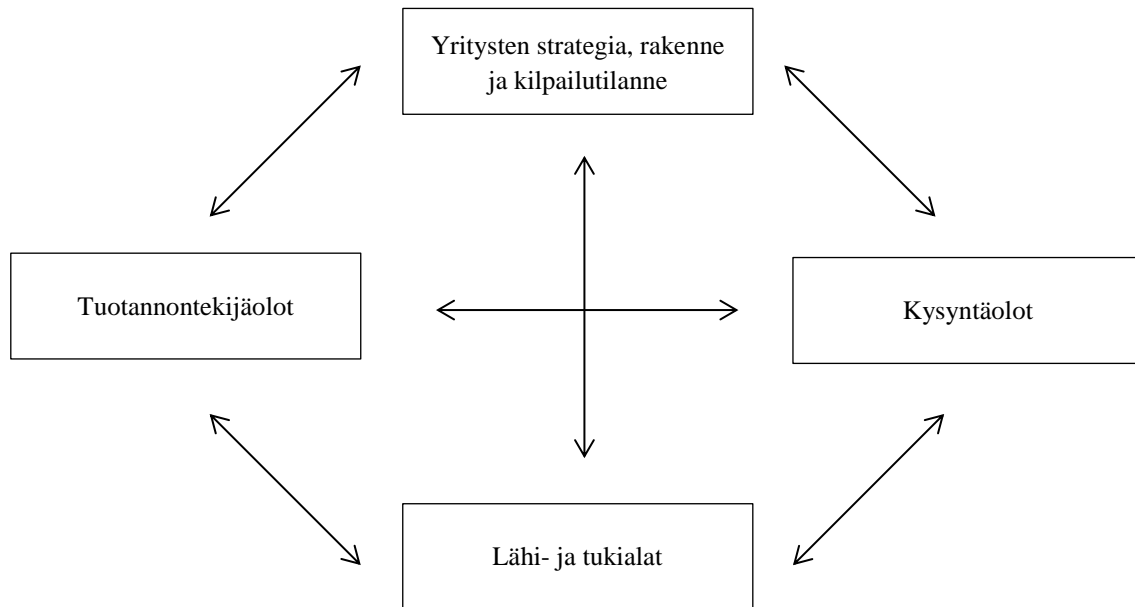 Yritysten strategia, rakenne
ja kilpailutilanne
Tuotannontekijäolot
Kysyntäolot
Lähi- ja tukialat